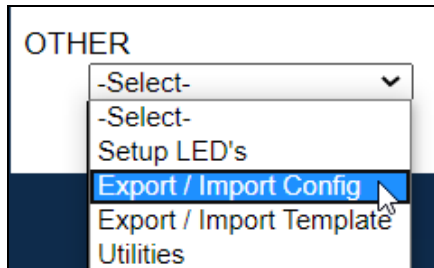 OTHER
-Select-
-Select-
Setup LED's
Export / Import Config
Export / Import Template
Utilities